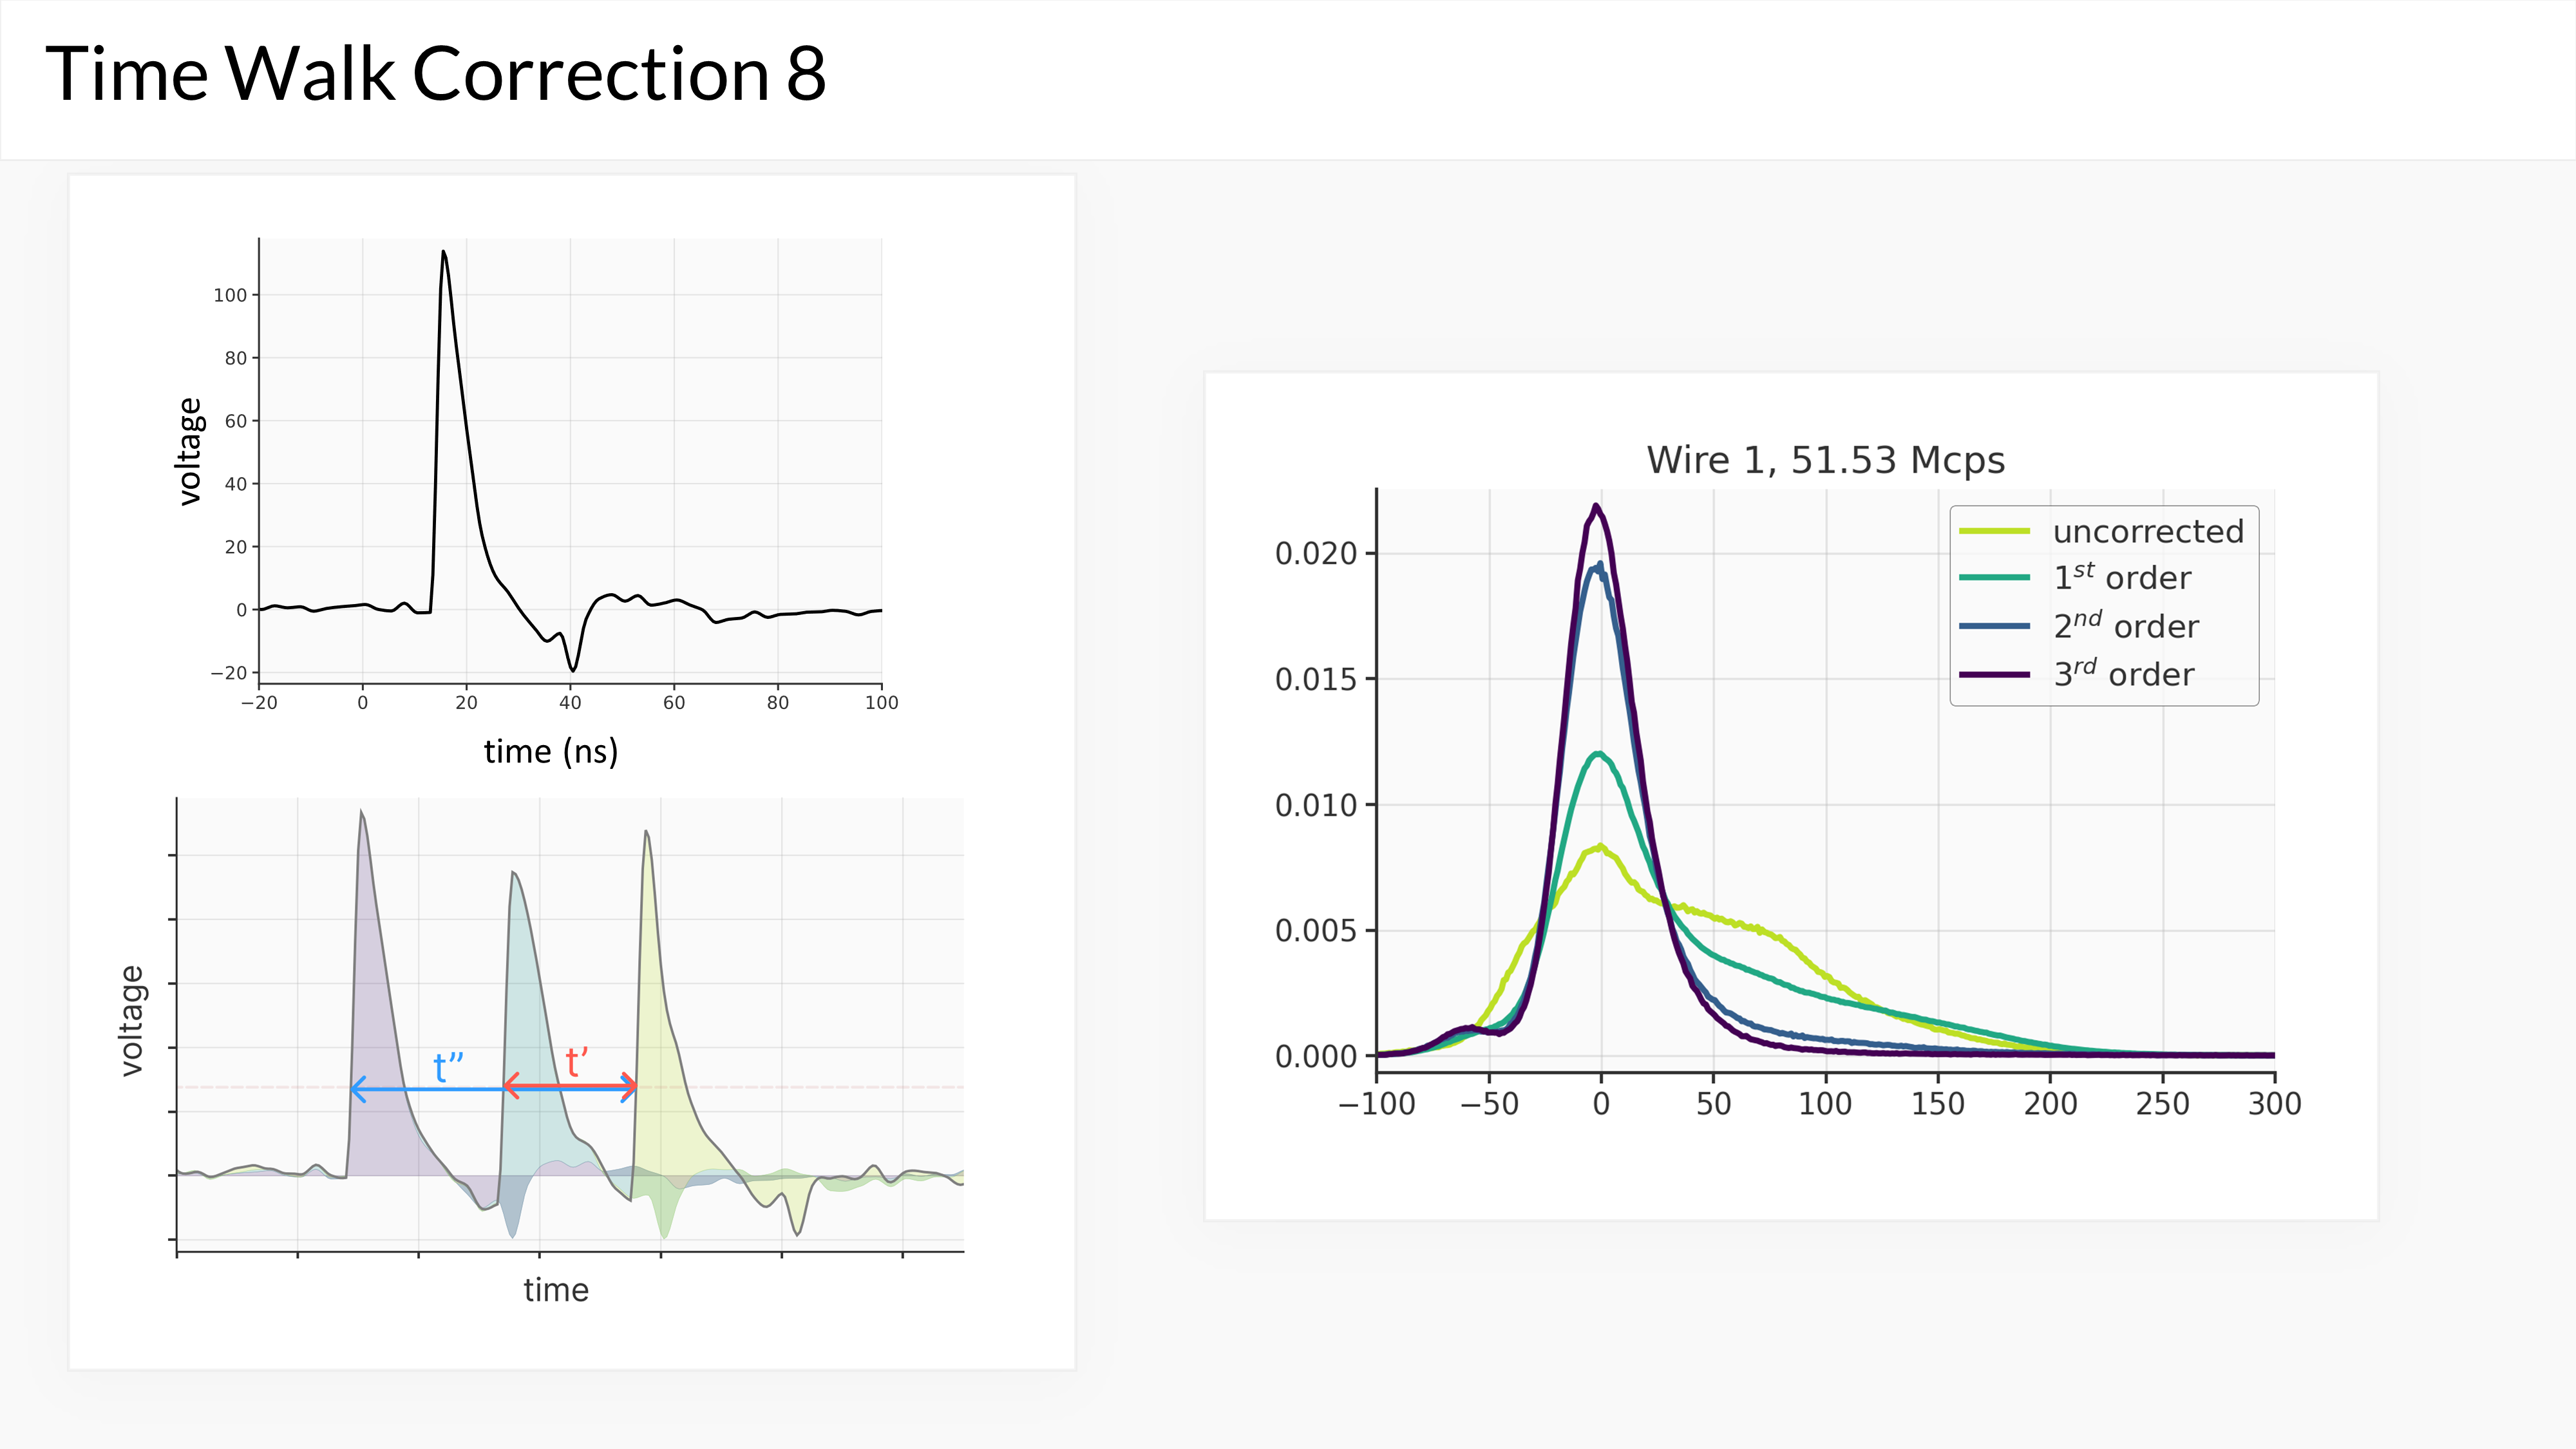 Time Walk Correction 8
voltage
100
80
60
40
20
0
−20
−20 0 20 40 60 80 100
time (ns)
voltage
t”
t’
time
Wire 1, 51.53 Mcps
uncorrected
1st order
2nd order
3rd order
0.020
0.015
0.010
0.005
0.000
−100 −50 0 50 100 150 200 250 300